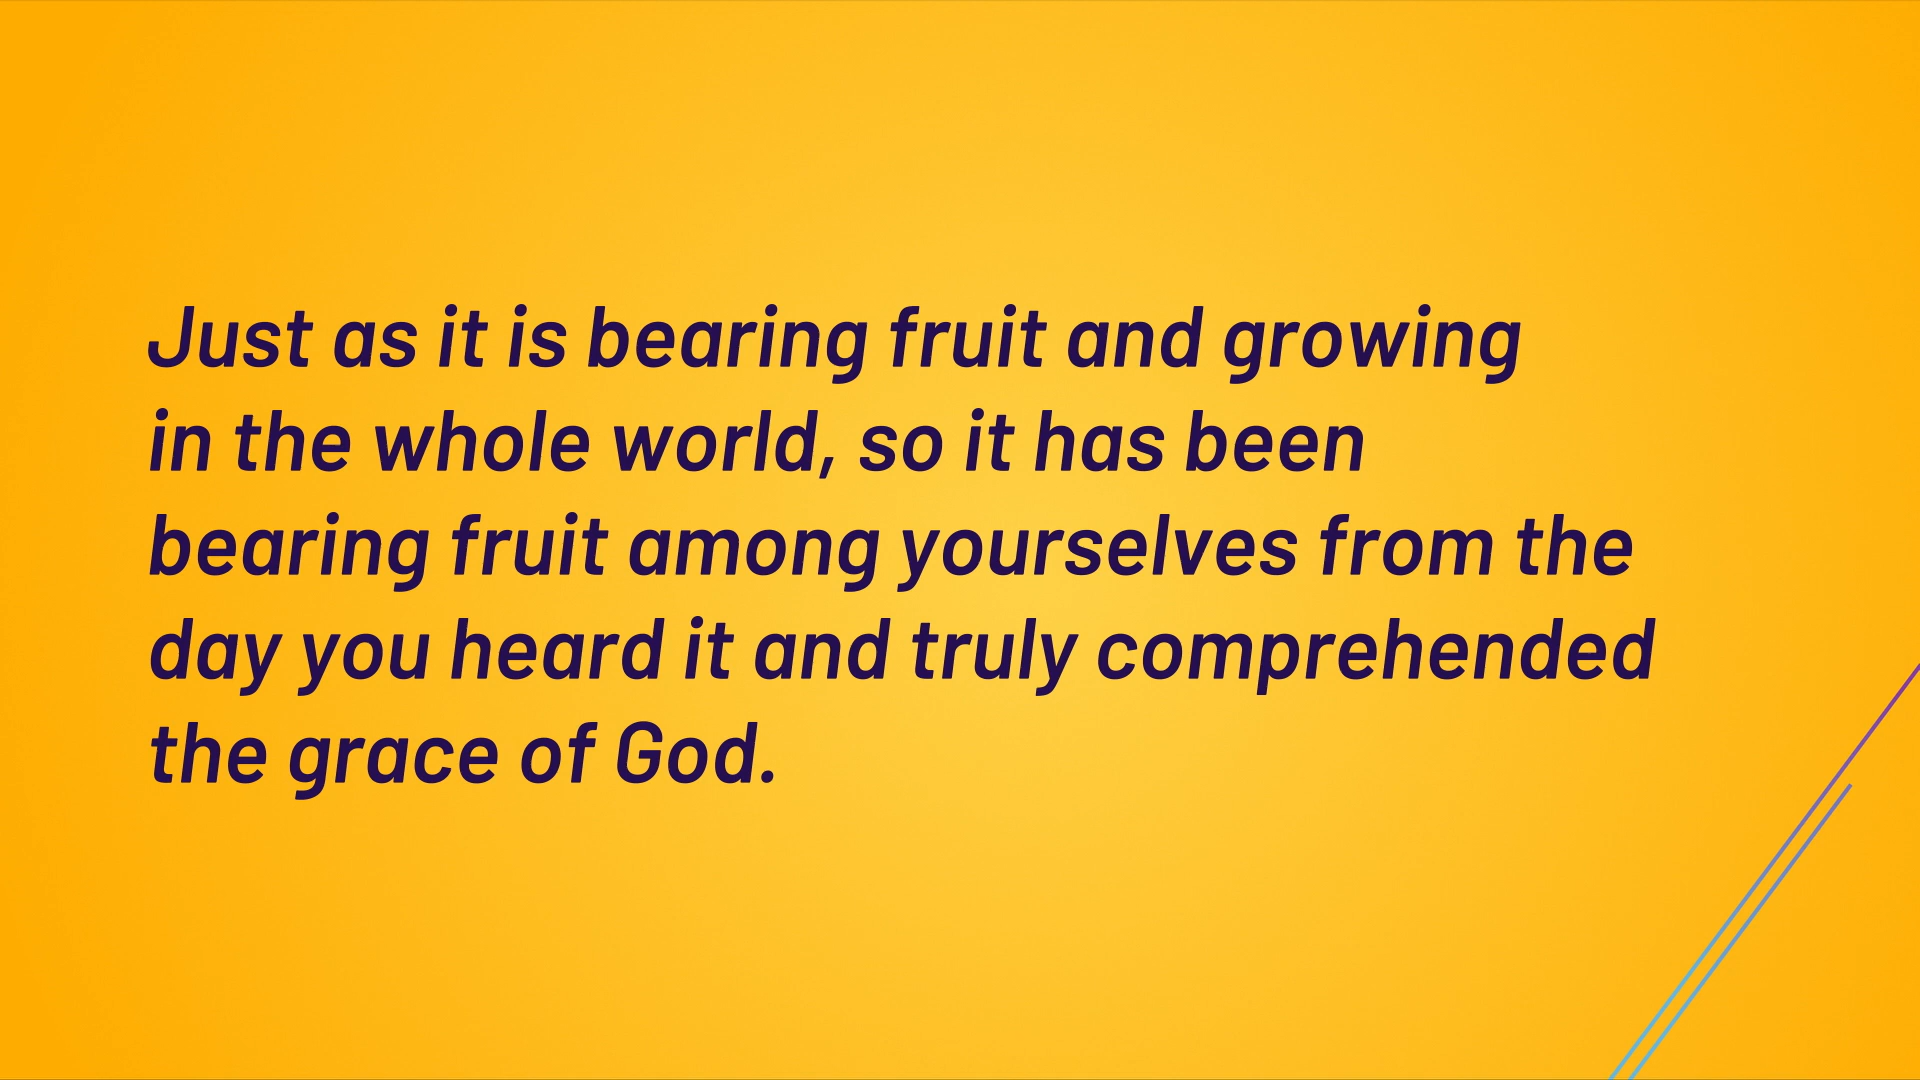 Just as it is bearing fruit and growing
in the whole world, so it has been
bearing fruit among yourselves from the
day you heard it and truly comprehended
the grace of God.